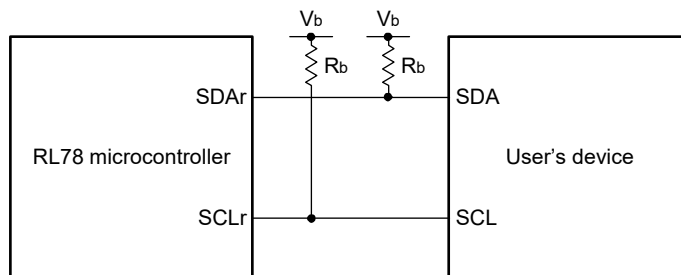 Vb Vb
Rb Rb
SDAr SDA
RL78 microcontroller User's device
SCLr SCL